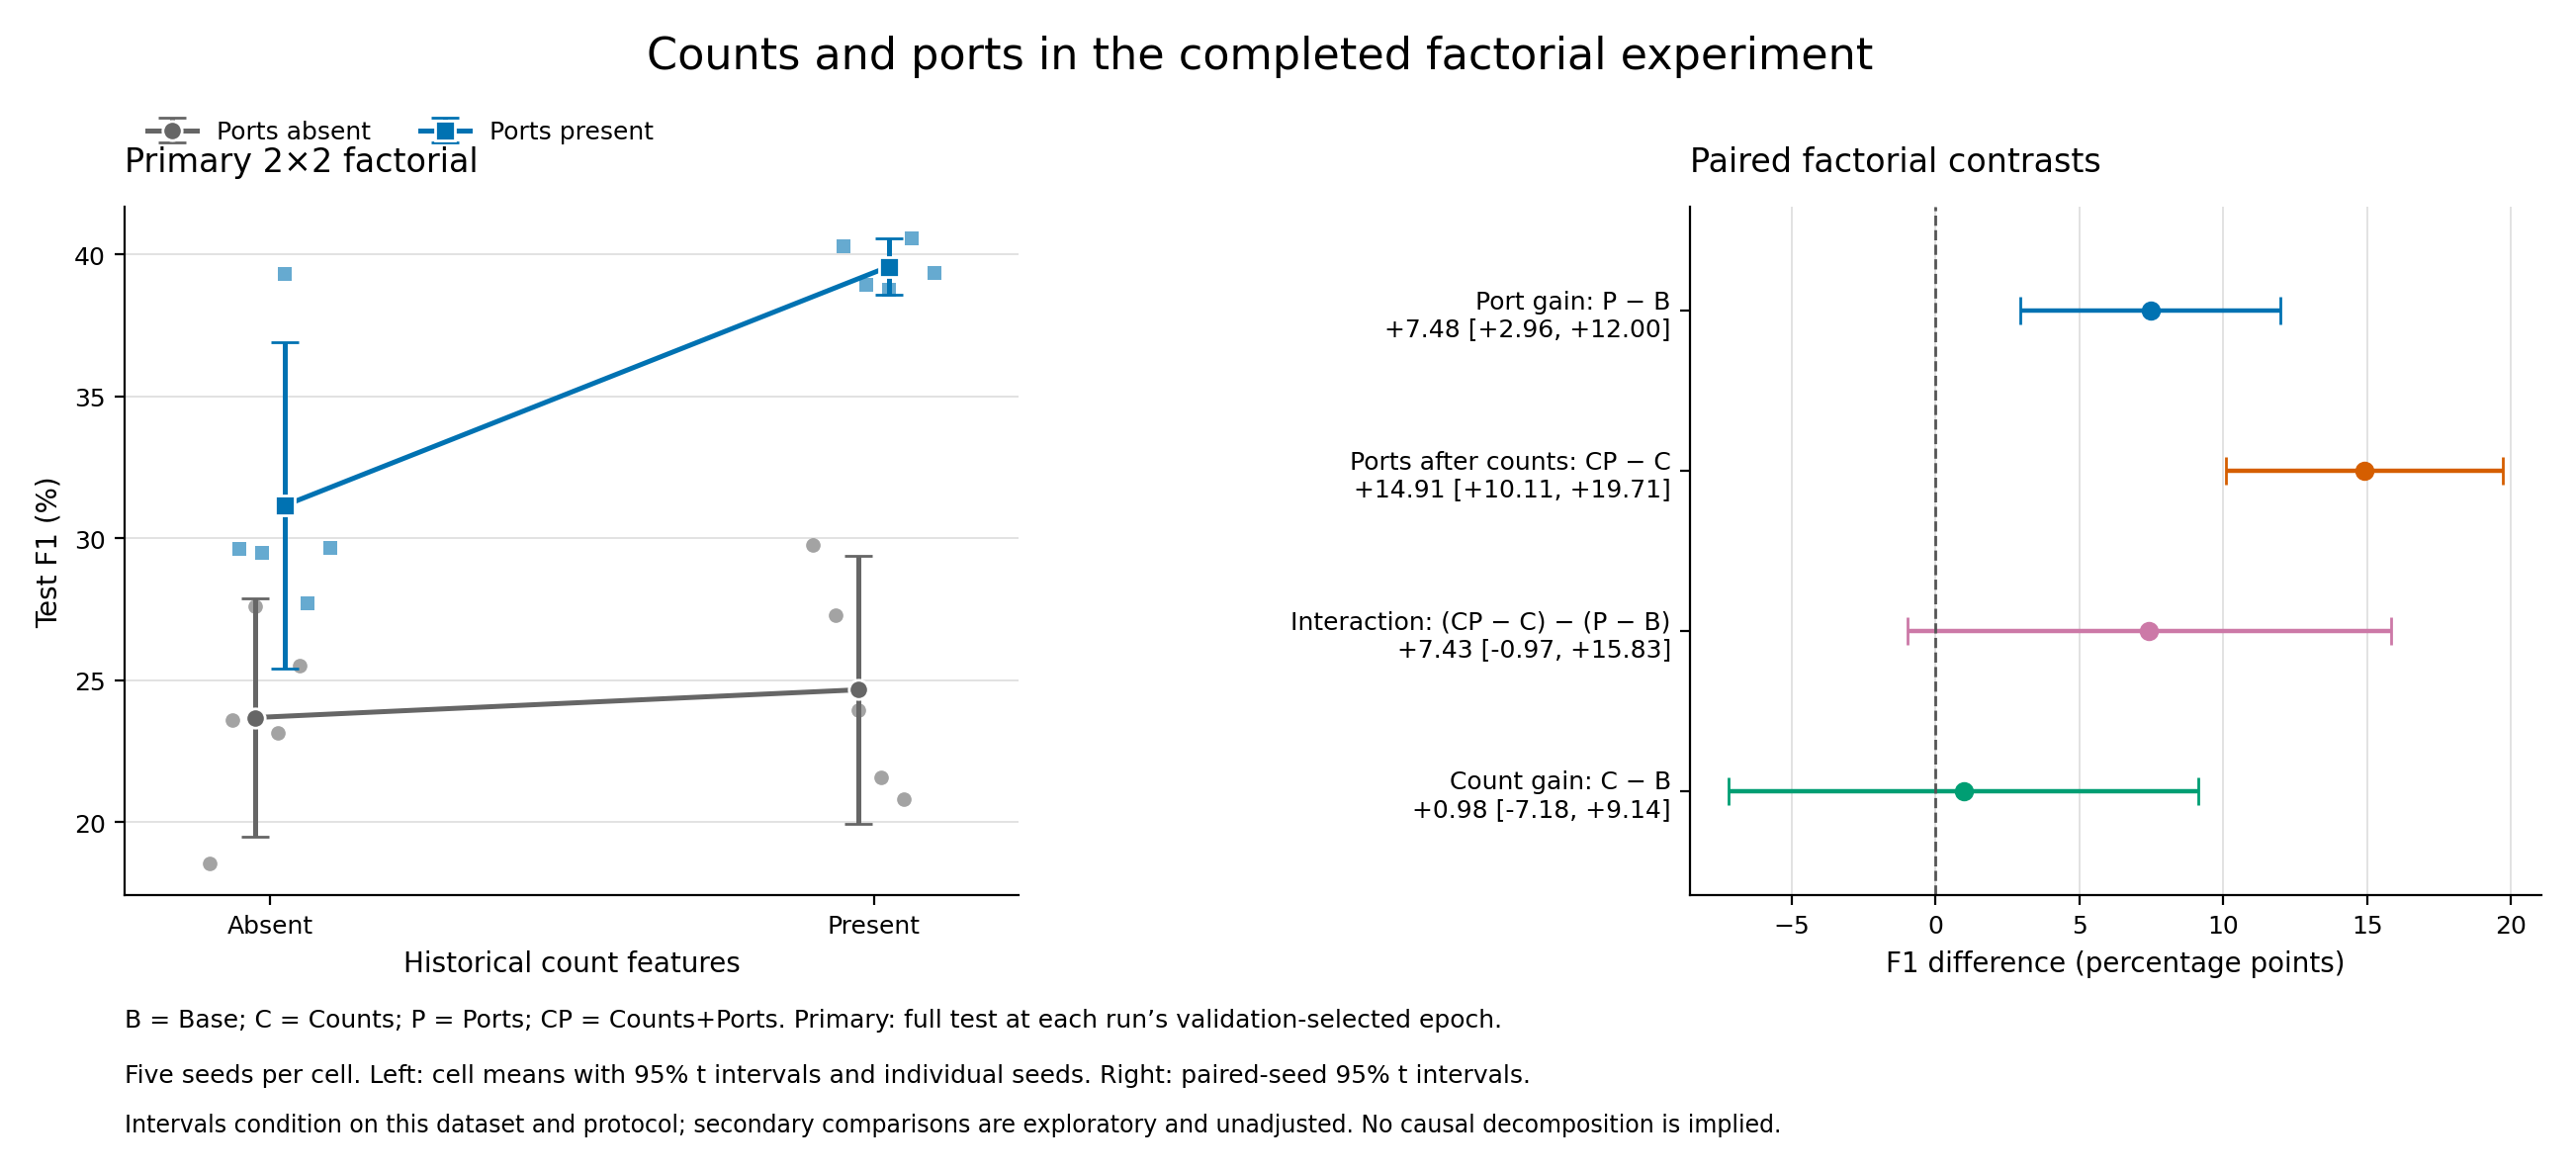 Counts and ports in the completed factorial experiment
Ports absent
Ports present
Primary 2×2 factorial
Test F1 (%)
40
35
30
25
20
Absent
Present
Historical count features
Paired factorial contrasts
Port gain: P − B
+7.48 [+2.96, +12.00]
Ports after counts: CP − C
+14.91 [+10.11, +19.71]
Interaction: (CP − C) − (P − B)
+7.43 [-0.97, +15.83]
Count gain: C − B
+0.98 [-7.18, +9.14]
−5
0
5
10
15
20
F1 difference (percentage points)
B = Base; C = Counts; P = Ports; CP = Counts+Ports. Primary: full test at each run’s validation-selected epoch.
Five seeds per cell. Left: cell means with 95% t intervals and individual seeds. Right: paired-seed 95% t intervals.
Intervals condition on this dataset and protocol; secondary comparisons are exploratory and unadjusted. No causal decomposition is implied.